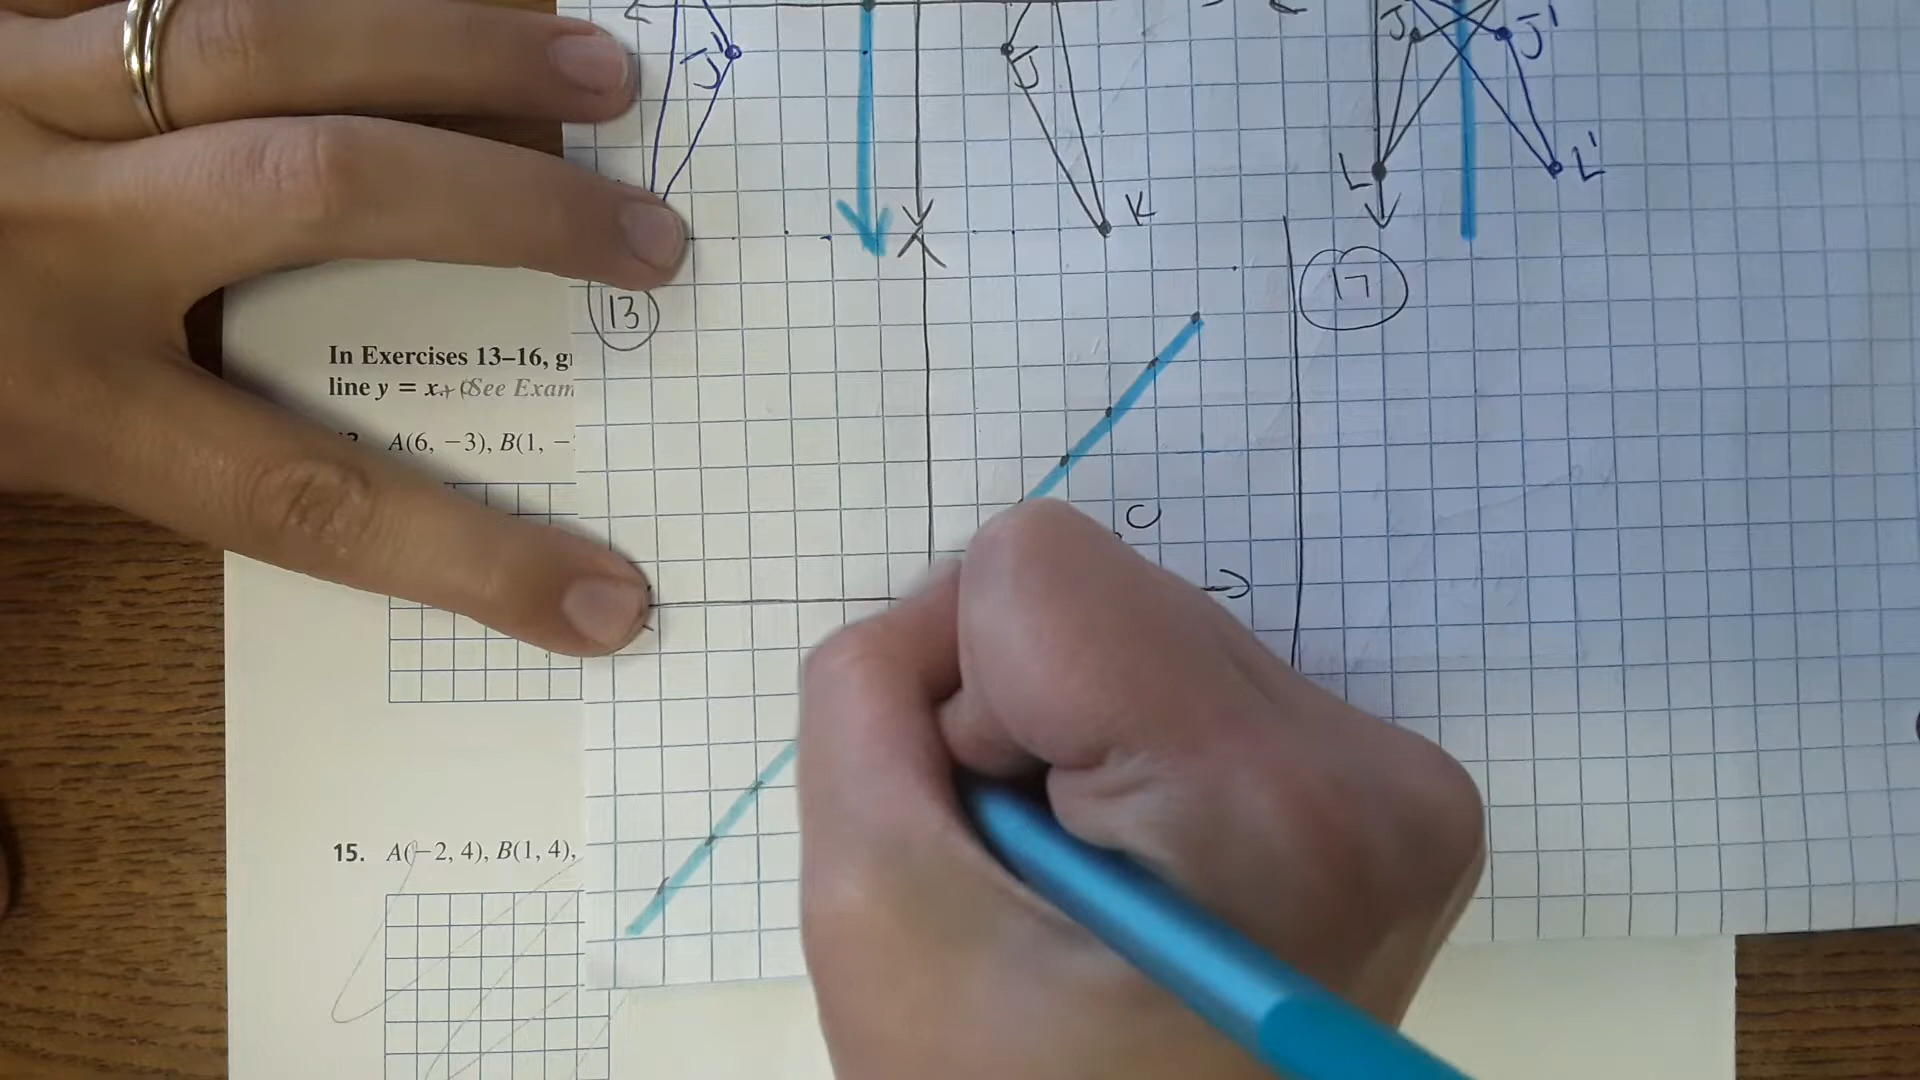 J'
J
K
J
J'
L
L'
13
17
In Exercises 13–16, g
line y = x + (See Exam
A(6, −3), B(1, −
C
15. A(−2, 4), B(1, 4),